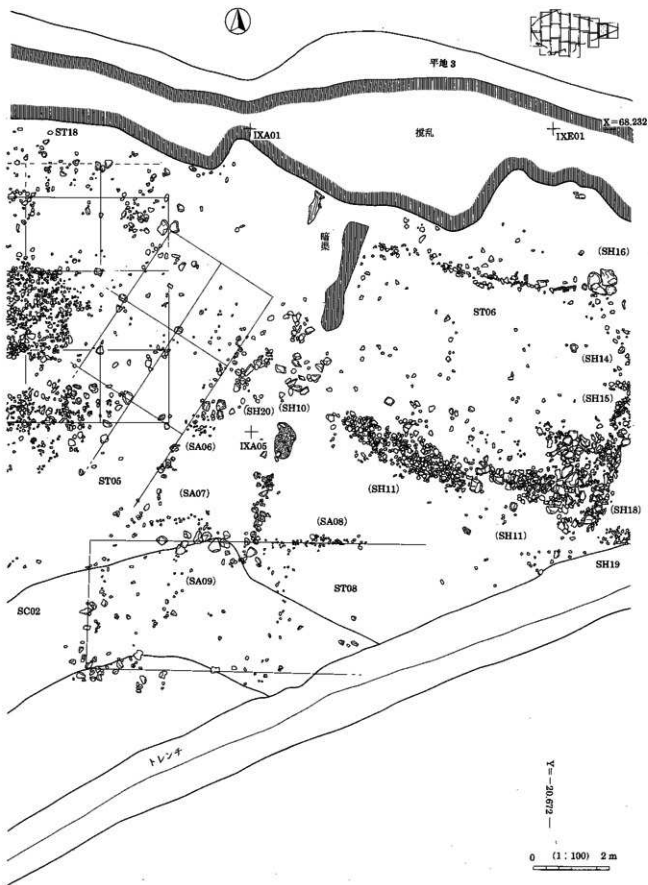 平地3
X=68.232
ST18
IXA01
攪乱
IXE01
暗渠
(SH16)
ST06
(SH14)
(SH15)
(SH20)
(SH10)
IXA05
(SA06)
ST05
(SH11)
(SA07)
(SH18)
(SA08)
(SH11)
SH19
(SA09)
ST08
SC02
トレンチ
Y=-20.672
0 (1:100) 2m